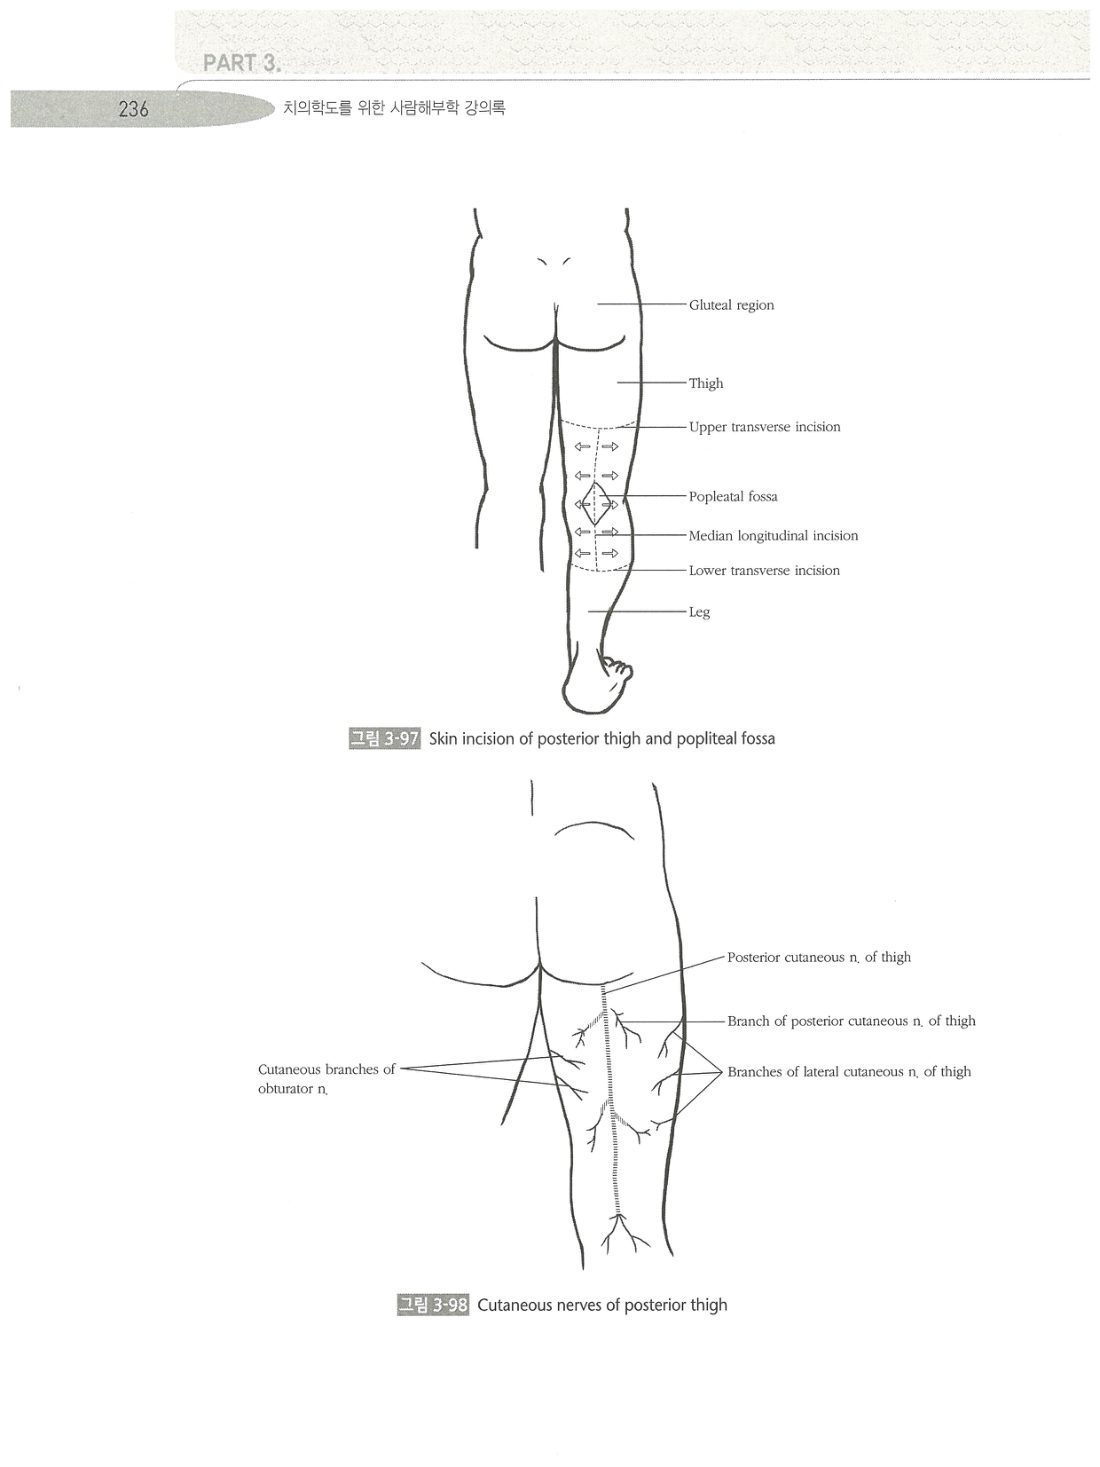 PART 3.
236
치의학도를 위한 사람해부학 강의록
Gluteal region
Thigh
Upper transverse incision
Popleatal fossa
Median longitudinal incision
Lower transverse incision
Leg
그림 3-97 Skin incision of posterior thigh and popliteal fossa
Posterior cutaneous n. of thigh
Branch of posterior cutaneous n. of thigh
Cutaneous branches of
obturator n.
Branches of lateral cutaneous n. of thigh
그림 3-98 Cutaneous nerves of posterior thigh